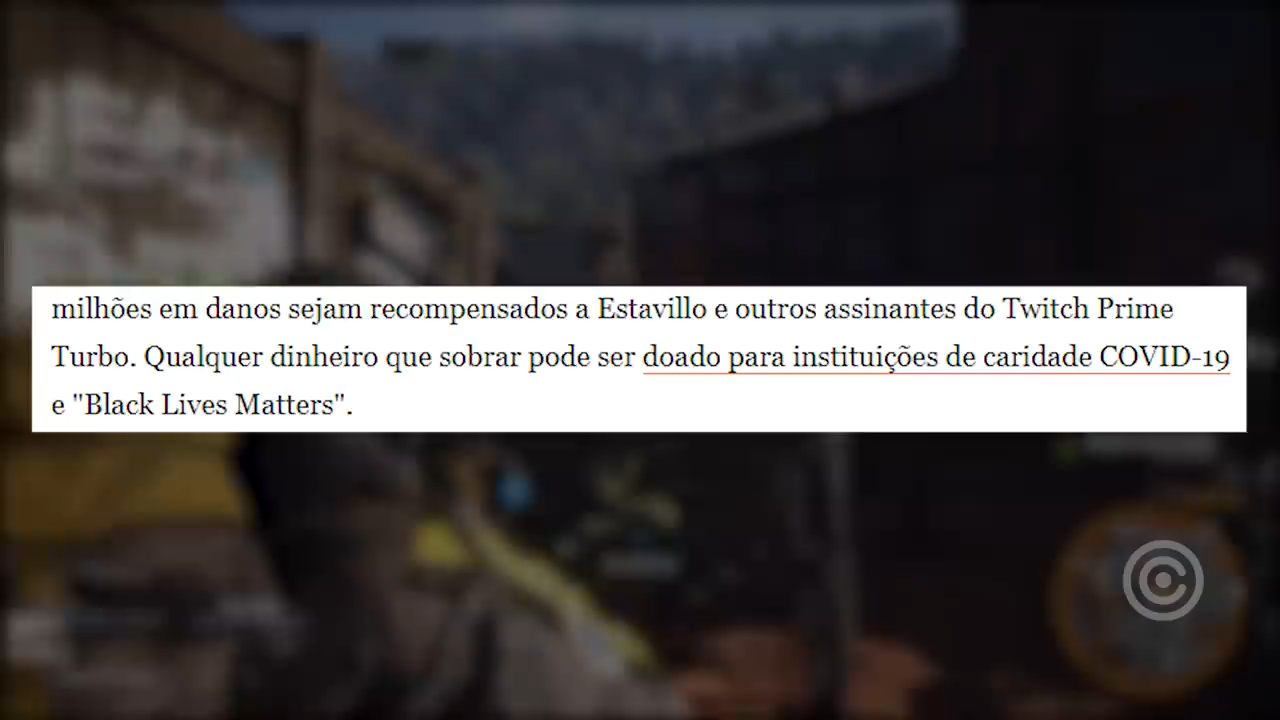 milhões em danos sejam recompensados a Estavillo e outros assinantes do Twitch Prime
Turbo. Qualquer dinheiro que sobrar pode ser doado para instituições de caridade COVID-19
e "Black Lives Matters".